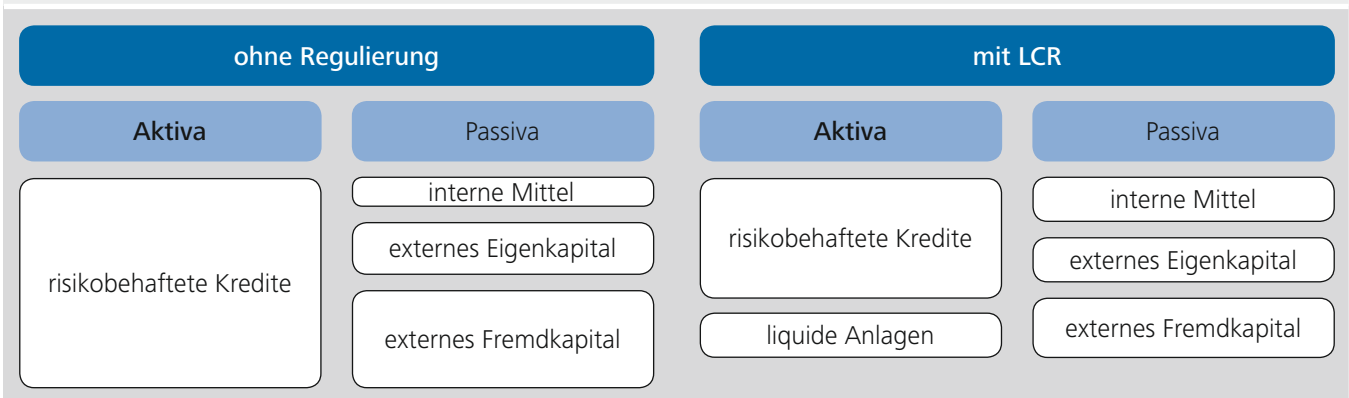 ohne Regulierung
Aktiva
Passiva
risikobehaftete Kredite
interne Mittel
externes Eigenkapital
externes Fremdkapital
mit LCR
Aktiva
Passiva
risikobehaftete Kredite
liquide Anlagen
interne Mittel
externes Eigenkapital
externes Fremdkapital